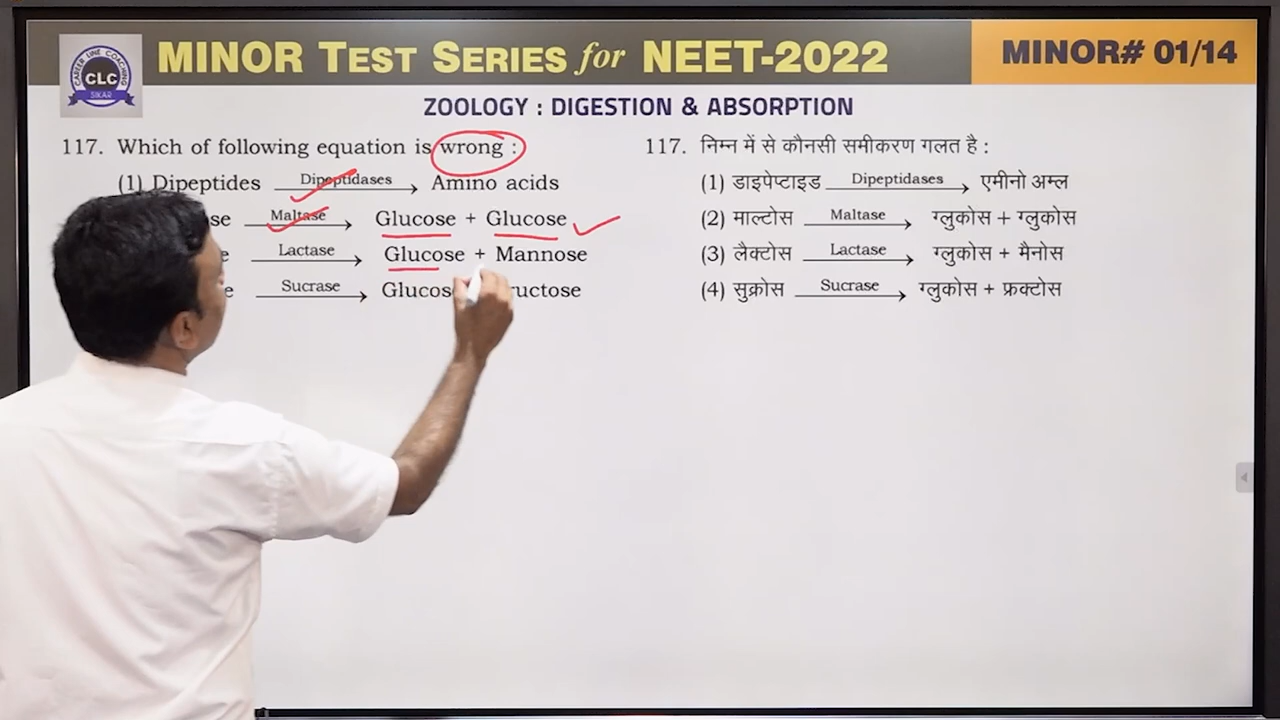 CAREER LINE COACHING
CLC
SIKAR
MINOR TEST SERIES for NEET-2022
MINOR# 01/14
ZOOLOGY : DIGESTION & ABSORPTION
117. Which of following equation is wrong :
(1) Dipeptides Dipeptidases Amino acids
se Maltase Glucose + Glucose
e Lactase Glucose + Mannose
e Sucrase Glucos ructose
117. निम्न में से कौनसी समीकरण गलत है :
(1) डाइपेप्टाइड Dipeptidases एमीनो अम्ल
(2) माल्टोस Maltase ग्लुकोस + ग्लुकोस
(3) लैक्टोस Lactase ग्लुकोस + मैनोस
(4) सुक्रोस Sucrase ग्लुकोस + फ्रक्टोस